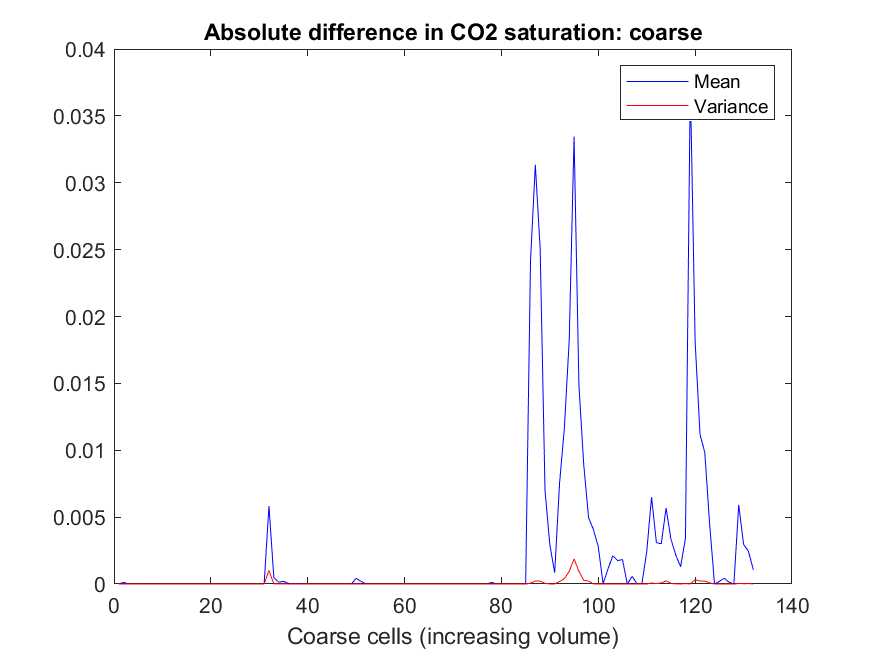 Absolute difference in CO2 saturation: coarse
0.04
0.035
0.03
0.025
0.02
0.015
0.01
0.005
0
Mean
Variance
0 20 40 60 80 100 120 140
Coarse cells (increasing volume)